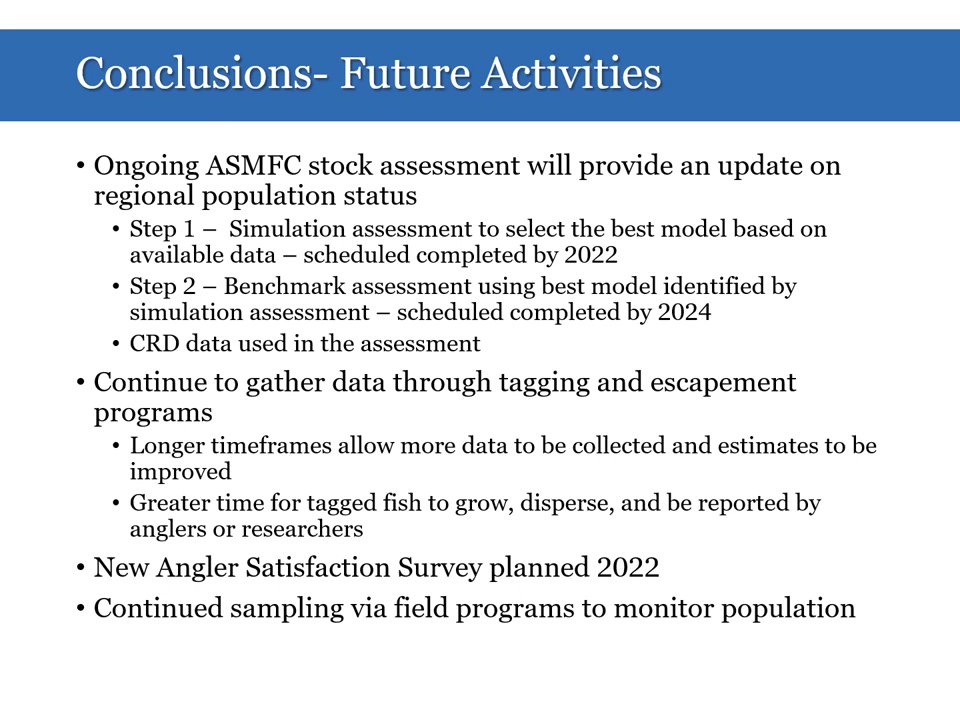 Conclusions- Future Activities
• Ongoing ASMFC stock assessment will provide an update on
regional population status
• Step 1 – Simulation assessment to select the best model based on
available data – scheduled completed by 2022
• Step 2 – Benchmark assessment using best model identified by
simulation assessment – scheduled completed by 2024
• CRD data used in the assessment
• Continue to gather data through tagging and escapement
programs
• Longer timeframes allow more data to be collected and estimates to be
improved
• Greater time for tagged fish to grow, disperse, and be reported by
anglers or researchers
• New Angler Satisfaction Survey planned 2022
• Continued sampling via field programs to monitor population